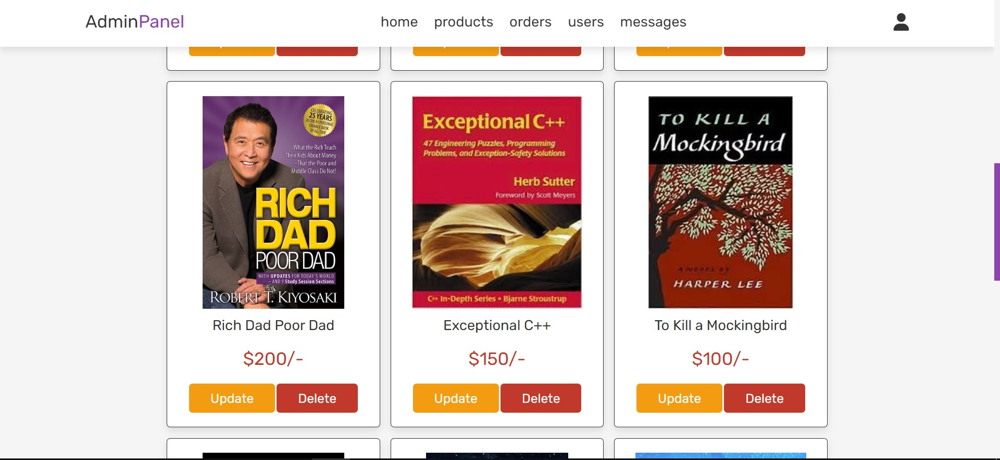 AdminPanel
home products orders users messages
CELEBRATING
25 YEARS
AS THE #1 PERSONAL
FINANCE BOOK
OF ALL TIME
What the Rich Teach
Their Kids About Money
–That the Poor and
Middle Class Do Not!
RICH
DAD
POOR DAD
WITH UPDATES FOR TODAY'S WORLD
– AND 9 Study Session Sections
ROBERT T. KIYOSAKI
Rich Dad Poor Dad
$200/-
Update Delete
Exceptional C++
47 Engineering Puzzles, Programming
Problems, and Exception-Safety Solutions
Herb Sutter
Foreword by Scott Meyers
C++ In-Depth Series • Bjarne Stroustrup
Exceptional C++
$150/-
Update Delete
TO KILL A
Mockingbird
A NOVEL BY
HARPER LEE
To Kill a Mockingbird
$100/-
Update Delete